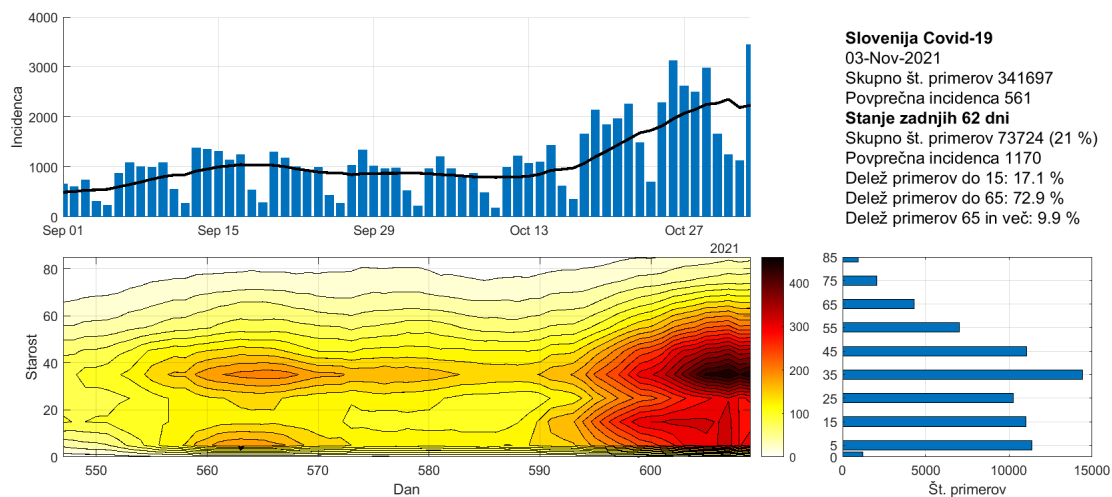 4000
3000
2000
1000
0
Incidenca
Sep 01
Sep 15
Sep 29
Oct 13
Oct 27
2021
Slovenija Covid-19
03-Nov-2021
Skupno št. primerov 341697
Povprečna incidenca 561
Stanje zadnjih 62 dni
Skupno št. primerov 73724 (21 %)
Povprečna incidenca 1170
Delež primerov do 15: 17.1 %
Delež primerov do 65: 72.9 %
Delež primerov 65 in več: 9.9 %
80
60
40
20
0
Starost
550
560
570
580
590
600
Dan
400
300
200
100
0
85
75
65
55
45
35
25
15
5
0
0
5000
10000
15000
Št. primerov